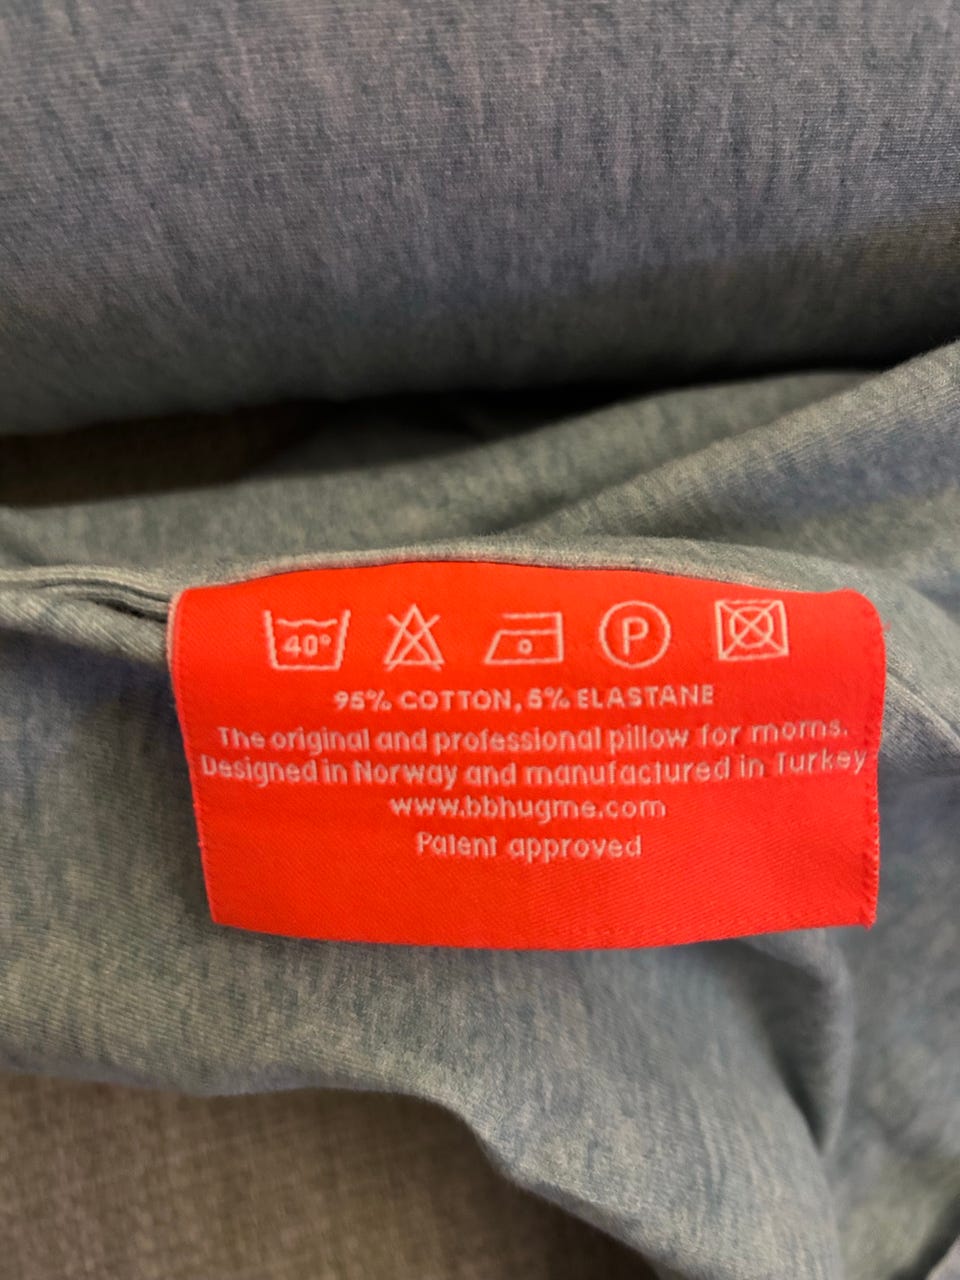 40°
P
95% COTTON, 5% ELASTANE
The original and professional pillow for moms.
Designed in Norway and manufactured in Turkey
www.bbhugme.com
Patent approved